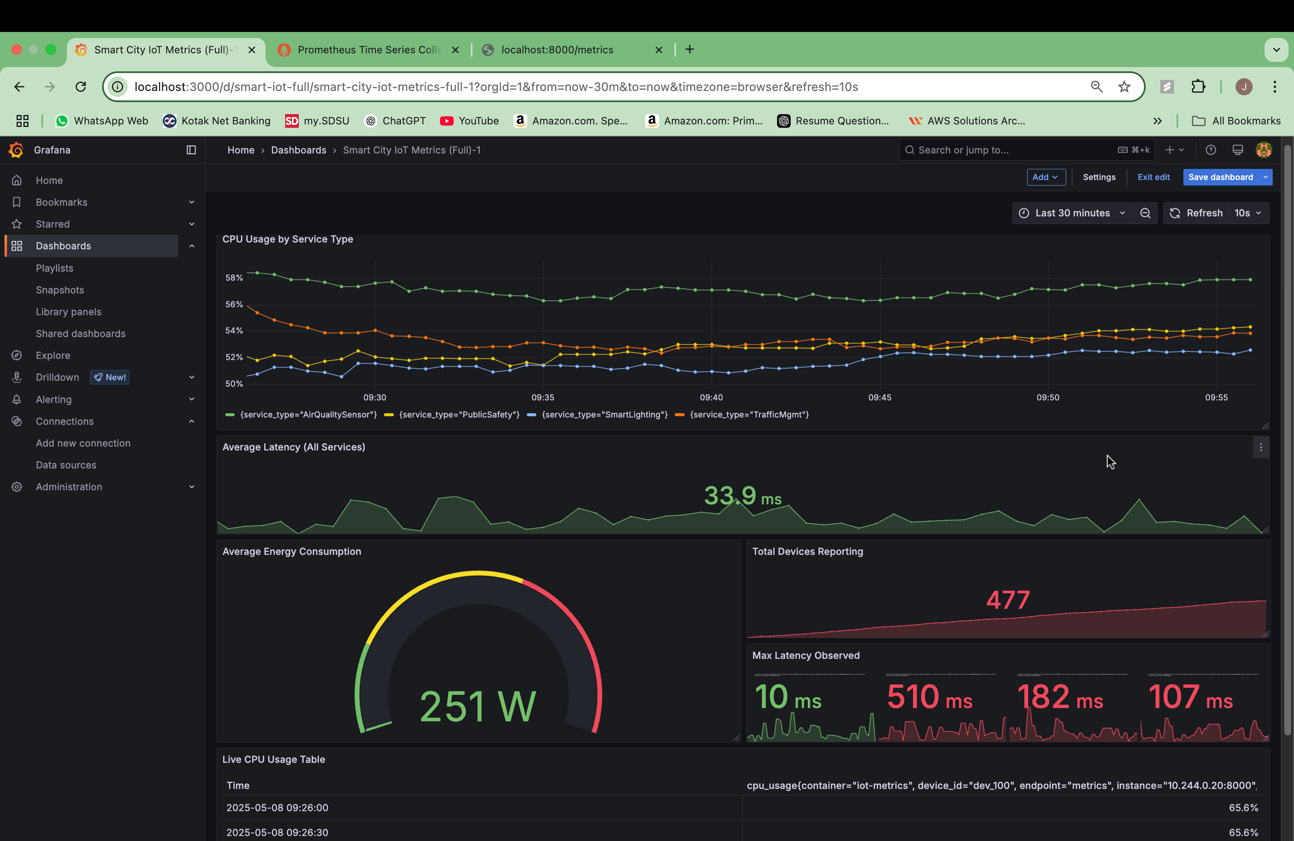 Smart City IoT Metrics (Full)-
Prometheus Time Series Coll
localhost:8000/metrics
localhost:3000/d/smart-iot-full/smart-city-iot-metrics-full-1?orgId=1&from=now-30m&to=now&timezone=browser&refresh=10s
J
WhatsApp Web Kotak Net Banking SD my.SDSU ChatGPT YouTube Amazon.com. Spe... Amazon.com: Prim... Resume Question... AWS Solutions Arc... » All Bookmarks
Grafana
Home › Dashboards › Smart City IoT Metrics (Full)-1
Search or jump to... ⌘+k
Add Settings Exit edit Save dashboard
Last 30 minutes Refresh 10s
Home
Bookmarks
Starred
Dashboards
Playlists
Snapshots
Library panels
Shared dashboards
Explore
Drilldown New!
Alerting
Connections
Add new connection
Data sources
Administration
CPU Usage by Service Type
58%
56%
54%
52%
50%
09:30 09:35 09:40 09:45 09:50 09:55
{service_type="AirQualitySensor"} {service_type="PublicSafety"} {service_type="SmartLighting"} {service_type="TrafficMgmt"}
Average Latency (All Services)
33.9 ms
Average Energy Consumption
251 W
Total Devices Reporting
477
Max Latency Observed
10 ms 510 ms 182 ms 107 ms
Live CPU Usage Table
Time cpu_usage{container="iot-metrics", device_id="dev_100", endpoint="metrics", instance="10.244.0.20:8000",
2025-05-08 09:26:00 65.6%
2025-05-08 09:26:30 65.6%